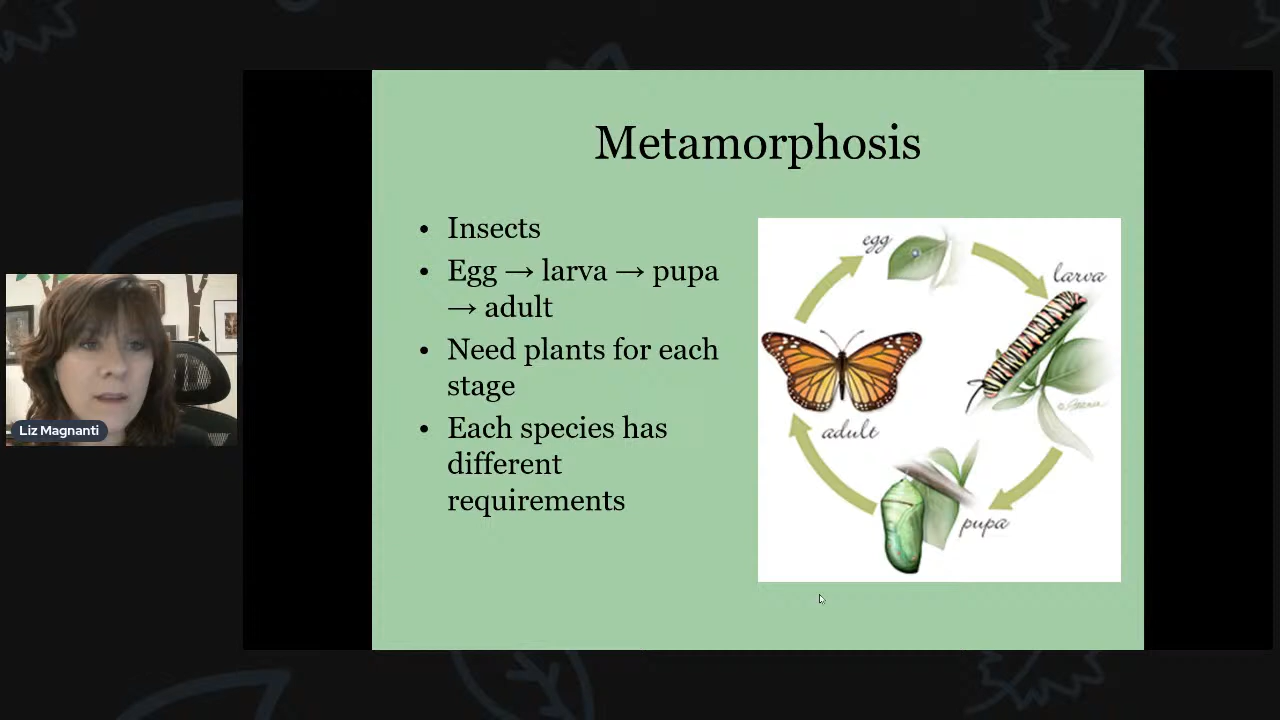 Metamorphosis
• Insects
• Egg → larva → pupa
→ adult
• Need plants for each
stage
• Each species has
different
requirements
egg
larva
adult
pupa
Liz Magnanti